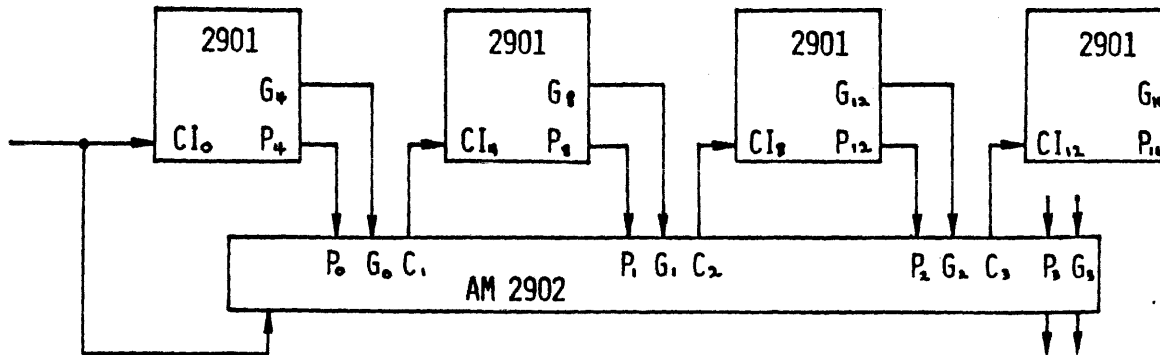 2901
G₄
CI₀ P₄
2901
G₈
CI₄ P₈
2901
G₁₂
CI₈ P₁₂
2901
CI₁₂
P₀ G₀ C₁ P₁ G₁ C₂ P₂ G₂ C₃ P₃ G₃
AM 2902